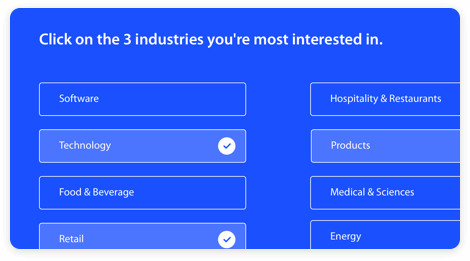 Click on the 3 industries you're most interested in.
Software
Hospitality & Restaurants
Technology
Products
Food & Beverage
Medical & Sciences
Retail
Energy